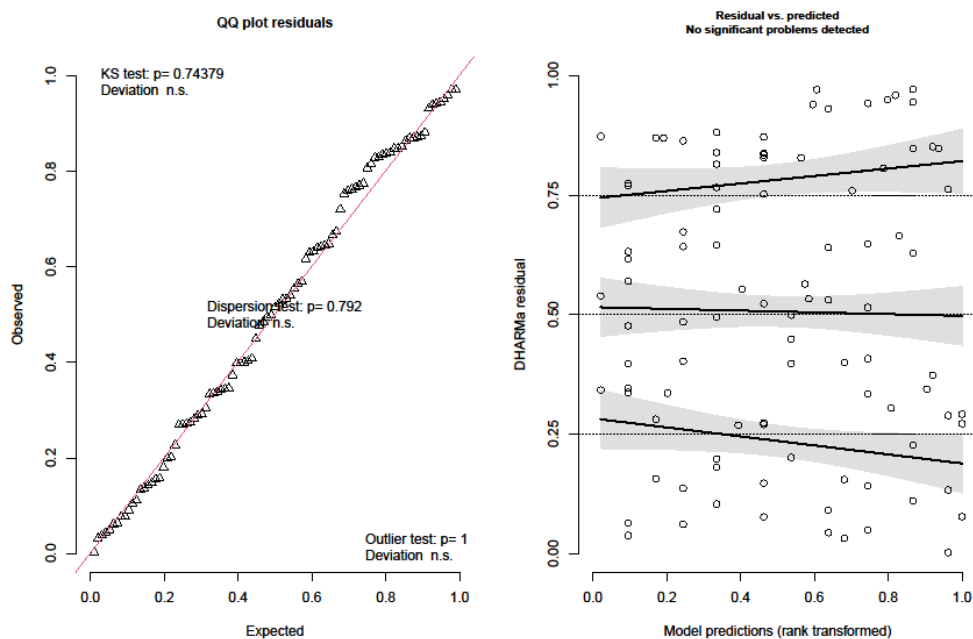 QQ plot residuals
KS test: p= 0.74379
Deviation n.s.
Dispersion test: p= 0.792
Deviation n.s.
Outlier test: p= 1
Deviation n.s.
Observed
0.0
0.2
0.4
0.6
0.8
1.0
0.0 0.2 0.4 0.6 0.8 1.0
Expected
Residual vs. predicted
No significant problems detected
DHARMa residual
0.00
0.25
0.50
0.75
1.00
0.0 0.2 0.4 0.6 0.8 1.0
Model predictions (rank transformed)